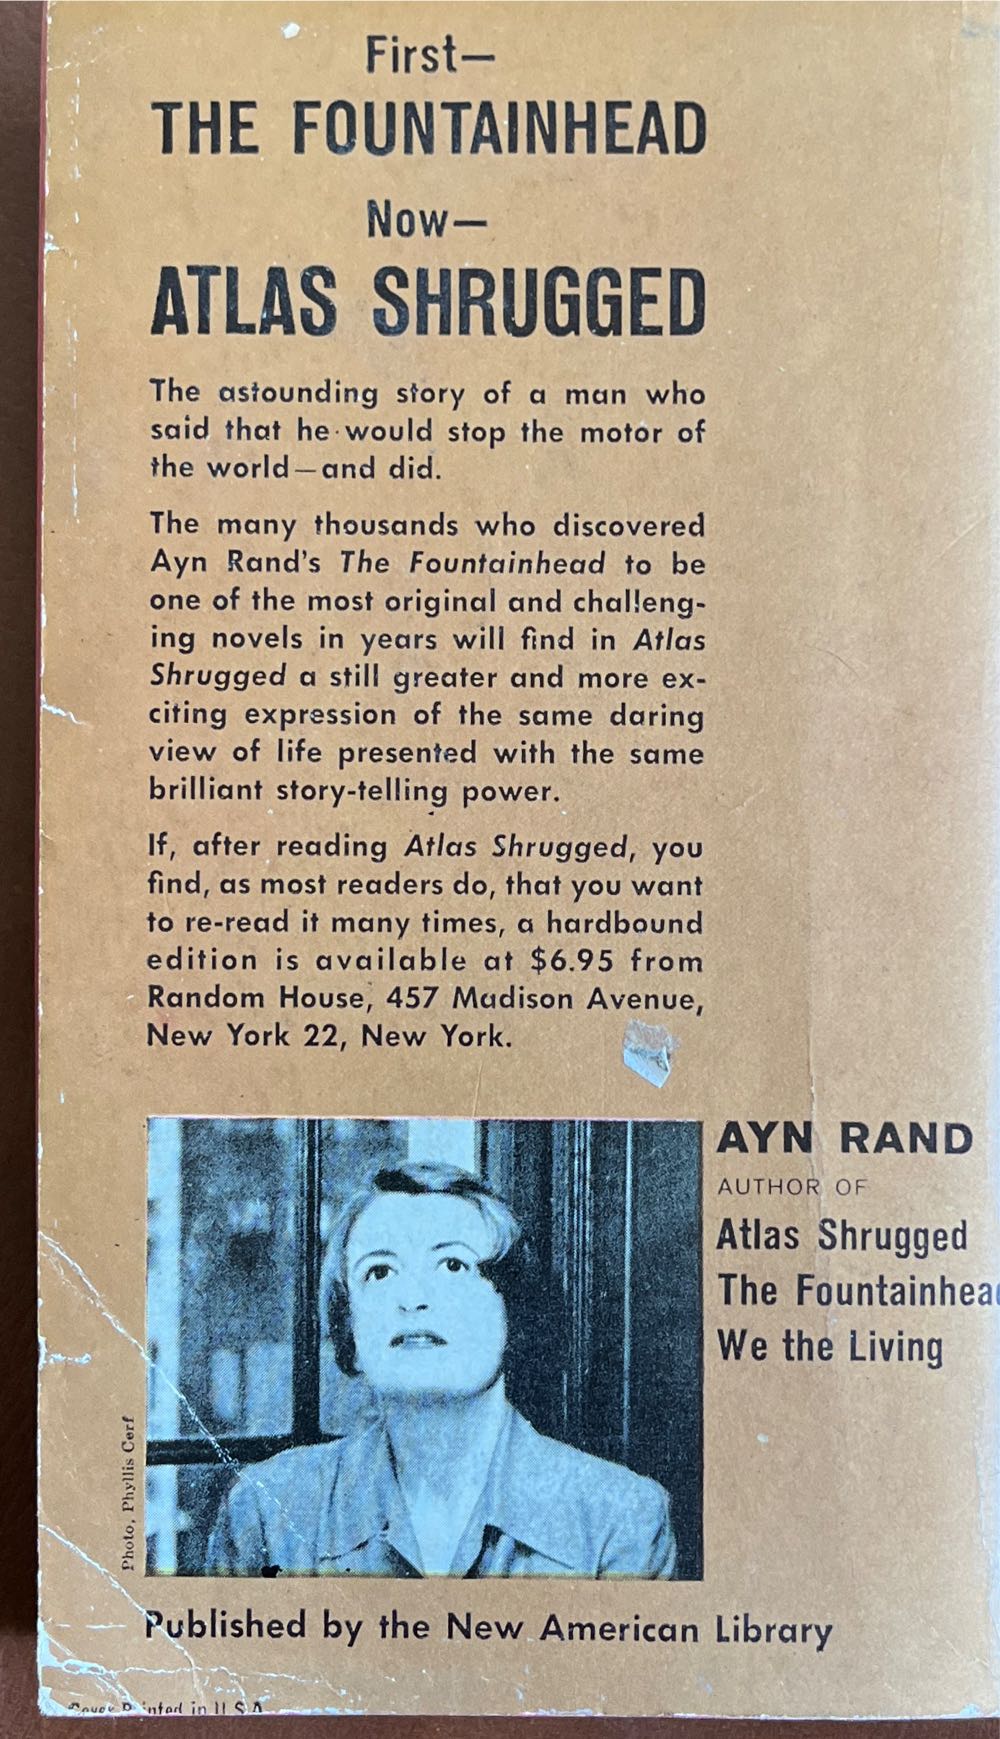 First—
THE FOUNTAINHEAD
Now—
ATLAS SHRUGGED
The astounding story of a man who
said that he would stop the motor of
the world—and did.
The many thousands who discovered
Ayn Rand's The Fountainhead to be
one of the most original and challeng-
ing novels in years will find in Atlas
Shrugged a still greater and more ex-
citing expression of the same daring
view of life presented with the same
brilliant story-telling power.
If, after reading Atlas Shrugged, you
find, as most readers do, that you want
to re-read it many times, a hardbound
edition is available at $6.95 from
Random House, 457 Madison Avenue,
New York 22, New York.
AYN RAND
AUTHOR OF
Atlas Shrugged
The Fountainhead
We the Living
Photo, Phyllis Cerf
Published by the New American Library
Cover Printed in U.S.A.